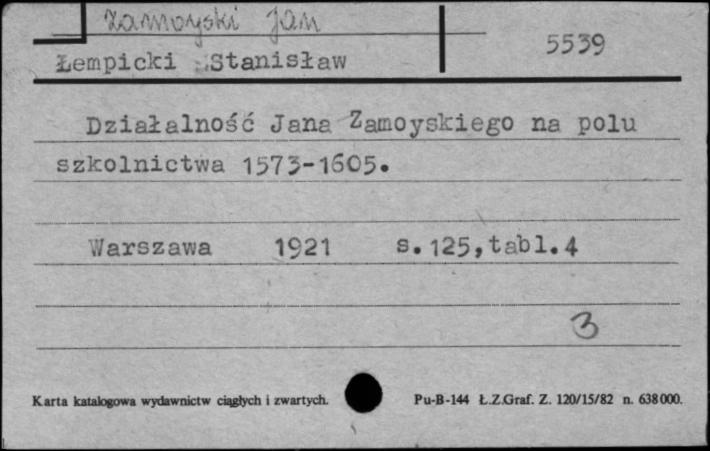 Zamoyski Jan
5539
Łempicki Stanisław
Działalność Jana Zamoyskiego na polu
szkolnictwa 1573-1605.
Warszawa 1921 s.125,tabl.4
3
Karta katalogowa wydawnictw ciągłych i zwartych. Pu-B-144 Ł.Z.Graf. Z. 120/15/82 n. 638000.